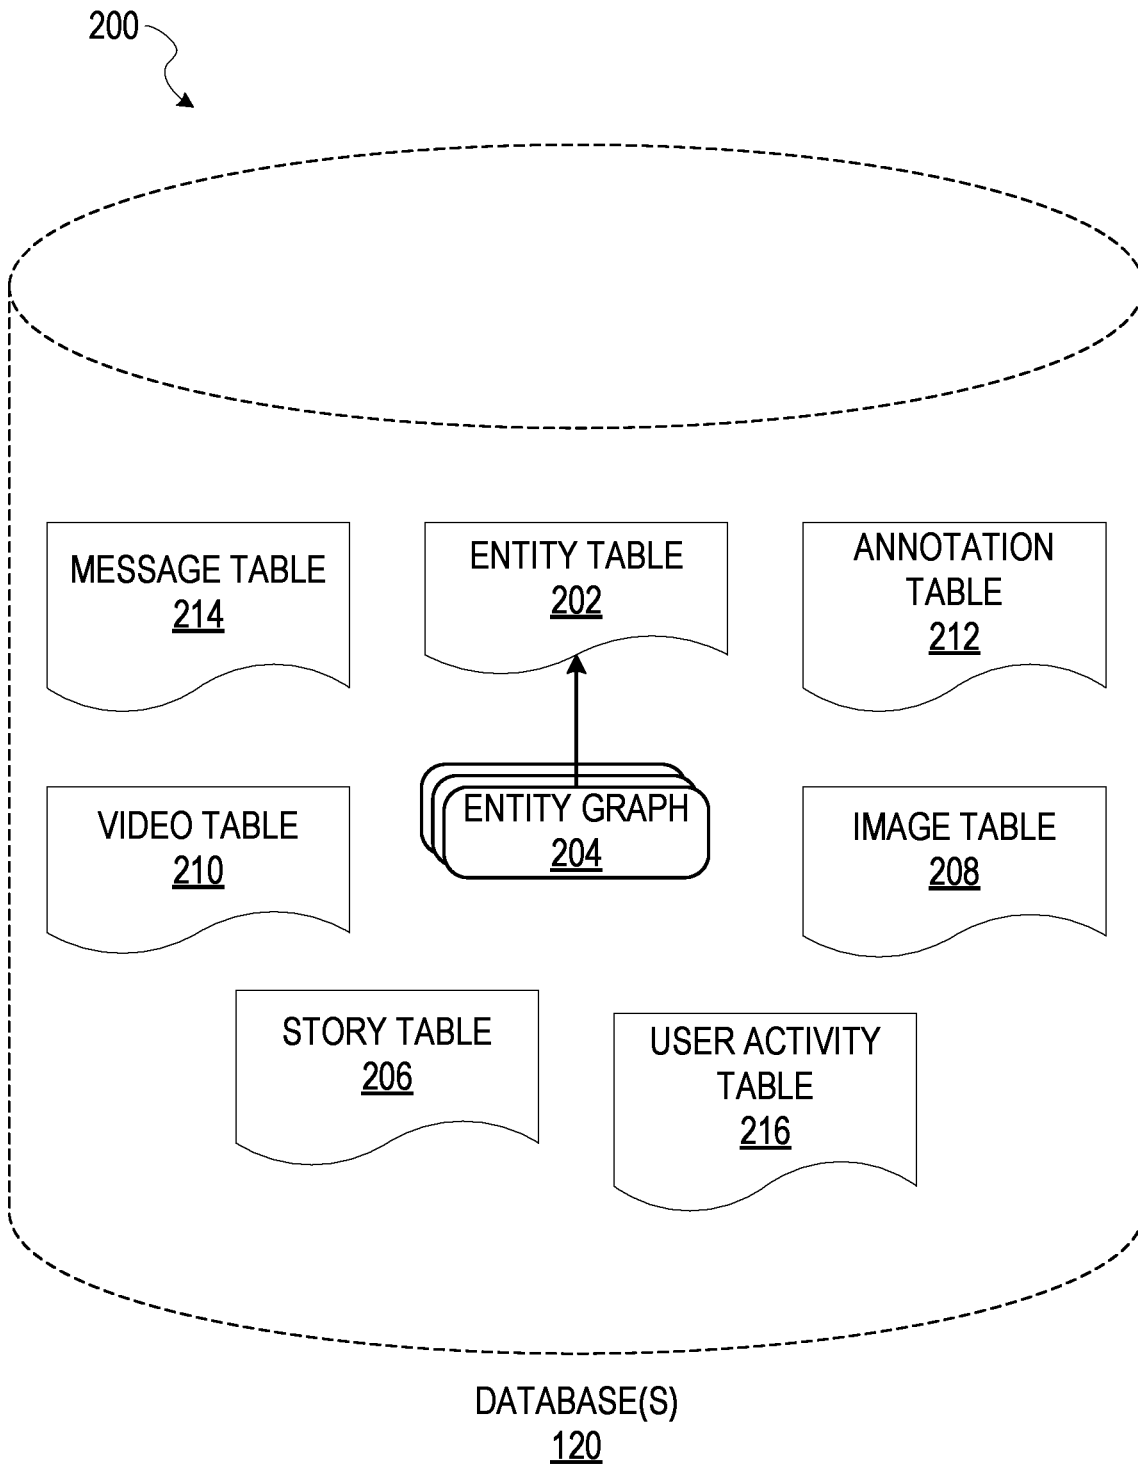 200
MESSAGE TABLE
214
ENTITY TABLE
202
ANNOTATION
TABLE
212
VIDEO TABLE
210
ENTITY GRAPH
204
IMAGE TABLE
208
STORY TABLE
206
USER ACTIVITY
TABLE
216
DATABASE(S)
120